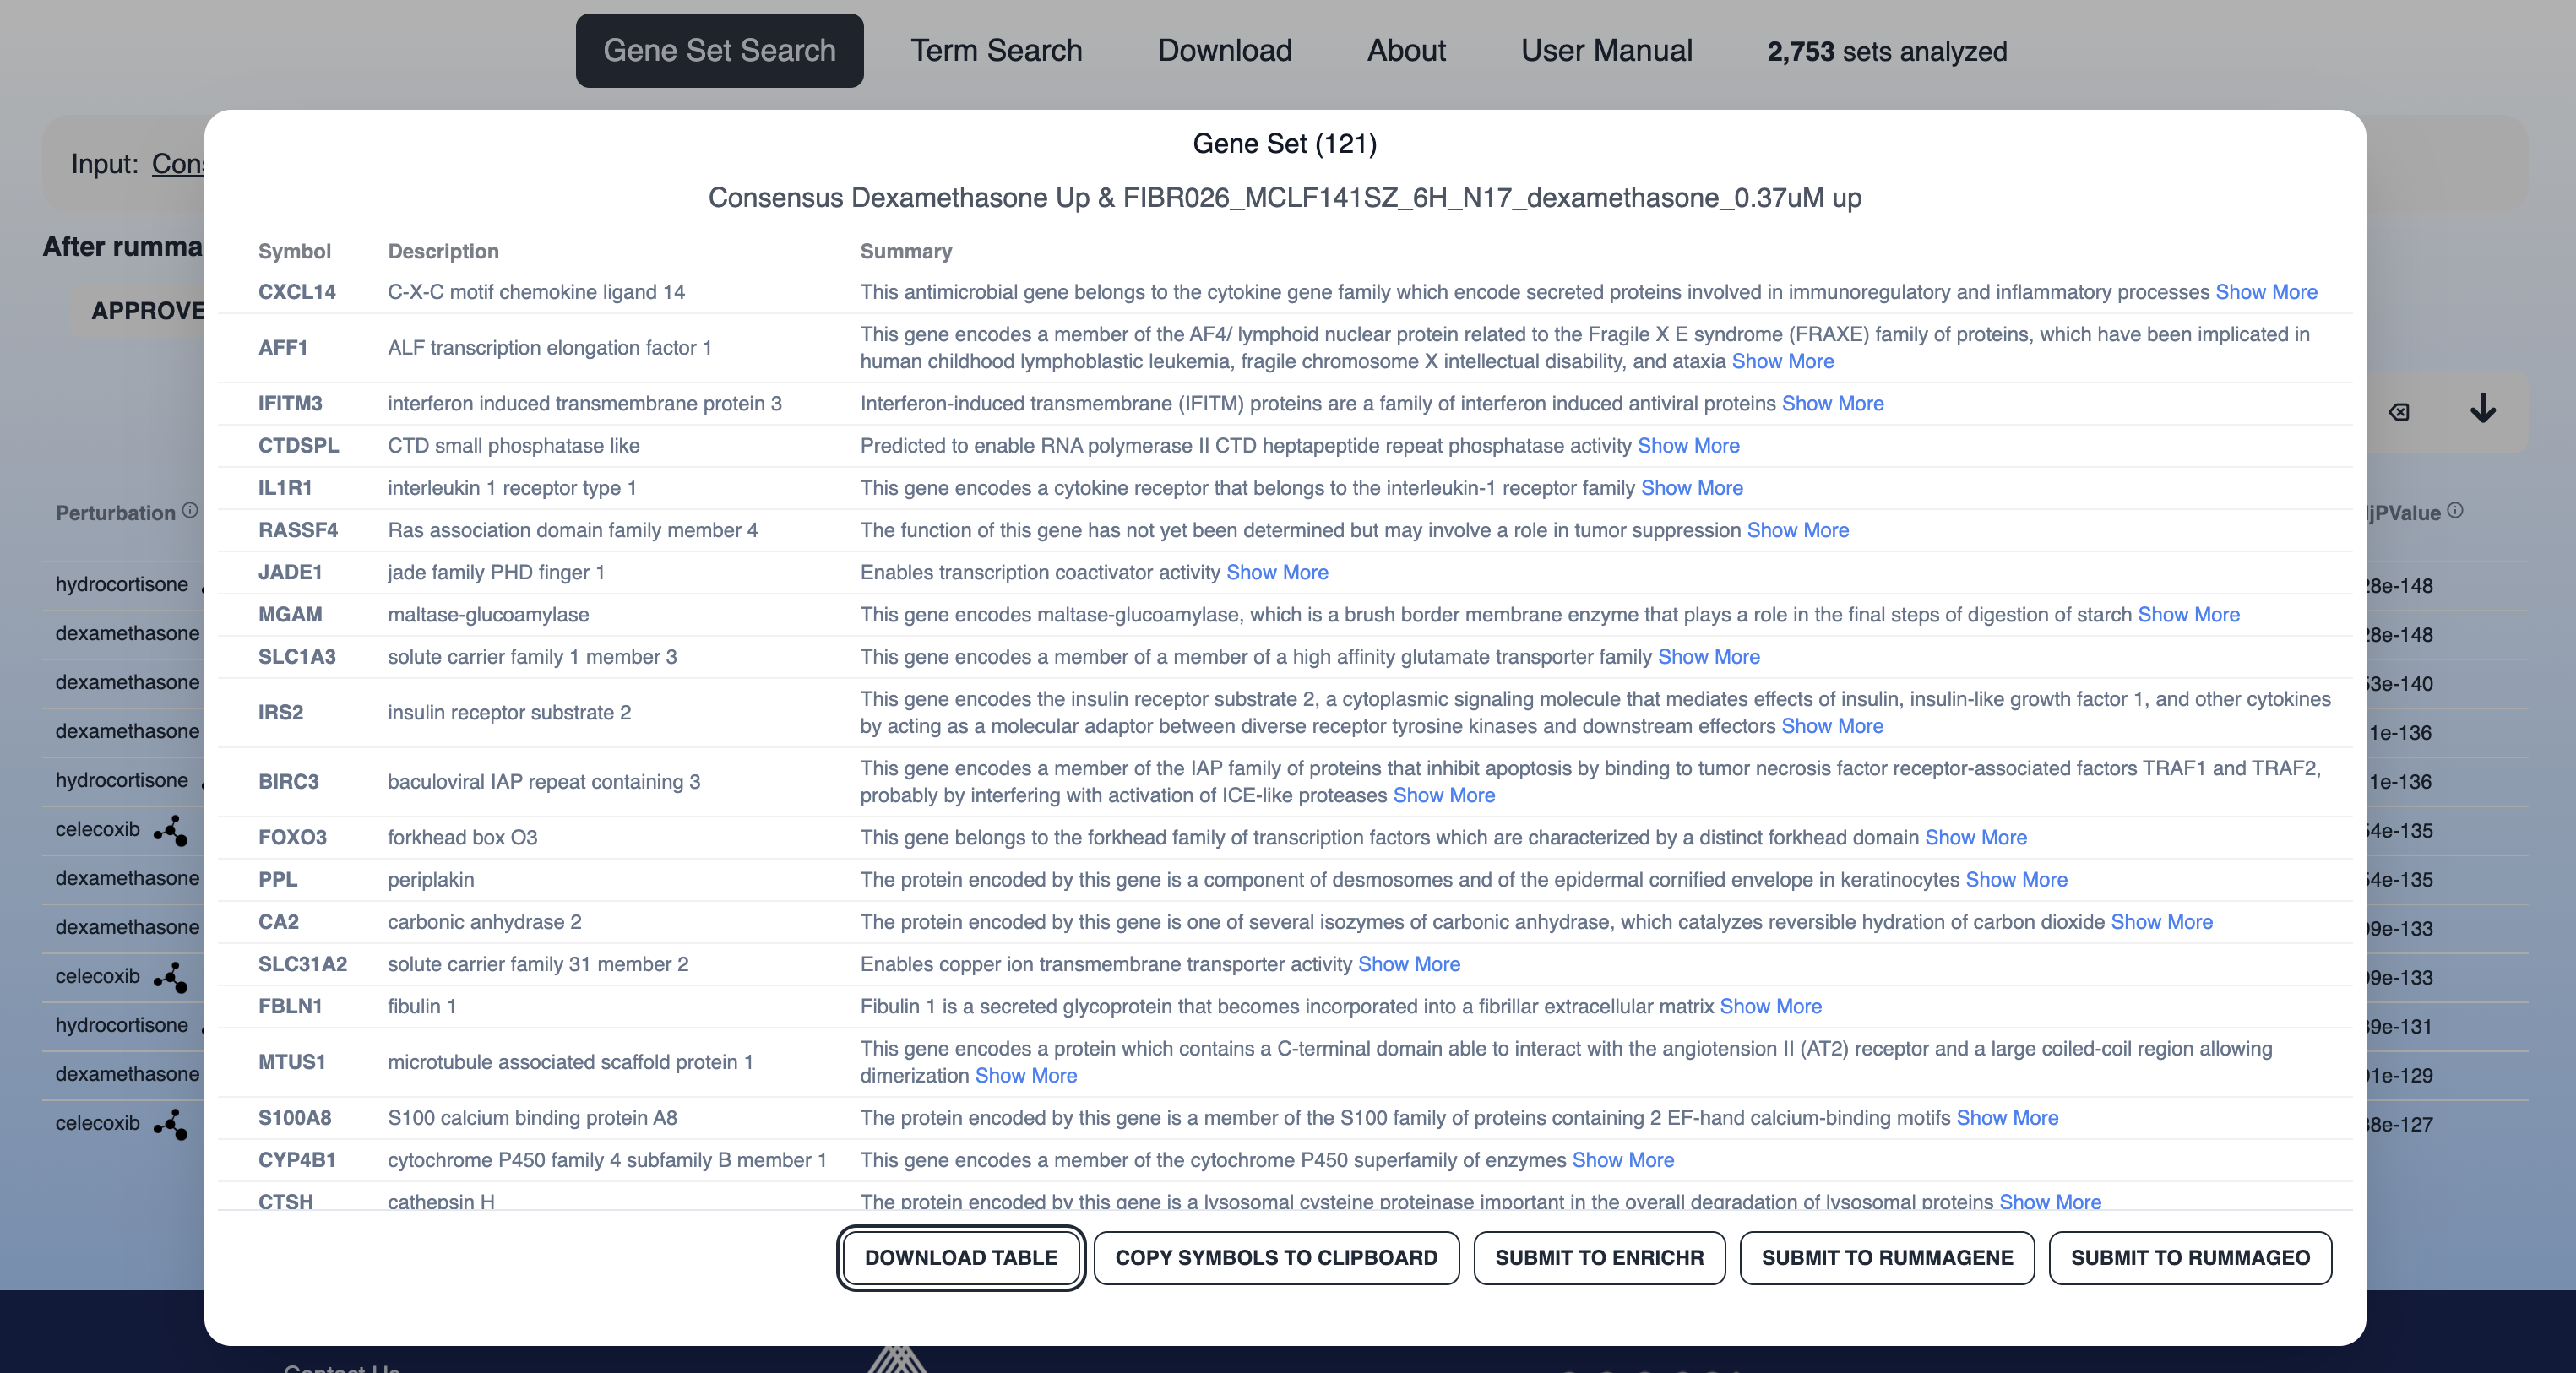 Gene Set Search Term Search Download About User Manual 2,753 sets analyzed
Input: Cons
After rumma
APPROVE
Perturbation
jPValue
hydrocortisone 28e-148
dexamethasone 28e-148
dexamethasone 53e-140
dexamethasone 1e-136
hydrocortisone 1e-136
celecoxib 54e-135
dexamethasone 54e-135
dexamethasone 09e-133
celecoxib 09e-133
hydrocortisone 39e-131
dexamethasone 01e-129
celecoxib 38e-127
Gene Set (121)
Consensus Dexamethasone Up & FIBR026_MCLF141SZ_6H_N17_dexamethasone_0.37uM up
Symbol Description Summary
CXCL14 C-X-C motif chemokine ligand 14 This antimicrobial gene belongs to the cytokine gene family which encode secreted proteins involved in immunoregulatory and inflammatory processes Show More
AFF1 ALF transcription elongation factor 1 This gene encodes a member of the AF4/ lymphoid nuclear protein related to the Fragile X E syndrome (FRAXE) family of proteins, which have been implicated in
human childhood lymphoblastic leukemia, fragile chromosome X intellectual disability, and ataxia Show More
IFITM3 interferon induced transmembrane protein 3 Interferon-induced transmembrane (IFITM) proteins are a family of interferon induced antiviral proteins Show More
CTDSPL CTD small phosphatase like Predicted to enable RNA polymerase II CTD heptapeptide repeat phosphatase activity Show More
IL1R1 interleukin 1 receptor type 1 This gene encodes a cytokine receptor that belongs to the interleukin-1 receptor family Show More
RASSF4 Ras association domain family member 4 The function of this gene has not yet been determined but may involve a role in tumor suppression Show More
JADE1 jade family PHD finger 1 Enables transcription coactivator activity Show More
MGAM maltase-glucoamylase This gene encodes maltase-glucoamylase, which is a brush border membrane enzyme that plays a role in the final steps of digestion of starch Show More
SLC1A3 solute carrier family 1 member 3 This gene encodes a member of a member of a high affinity glutamate transporter family Show More
IRS2 insulin receptor substrate 2 This gene encodes the insulin receptor substrate 2, a cytoplasmic signaling molecule that mediates effects of insulin, insulin-like growth factor 1, and other cytokines
by acting as a molecular adaptor between diverse receptor tyrosine kinases and downstream effectors Show More
BIRC3 baculoviral IAP repeat containing 3 This gene encodes a member of the IAP family of proteins that inhibit apoptosis by binding to tumor necrosis factor receptor-associated factors TRAF1 and TRAF2,
probably by interfering with activation of ICE-like proteases Show More
FOXO3 forkhead box O3 This gene belongs to the forkhead family of transcription factors which are characterized by a distinct forkhead domain Show More
PPL periplakin The protein encoded by this gene is a component of desmosomes and of the epidermal cornified envelope in keratinocytes Show More
CA2 carbonic anhydrase 2 The protein encoded by this gene is one of several isozymes of carbonic anhydrase, which catalyzes reversible hydration of carbon dioxide Show More
SLC31A2 solute carrier family 31 member 2 Enables copper ion transmembrane transporter activity Show More
FBLN1 fibulin 1 Fibulin 1 is a secreted glycoprotein that becomes incorporated into a fibrillar extracellular matrix Show More
MTUS1 microtubule associated scaffold protein 1 This gene encodes a protein which contains a C-terminal domain able to interact with the angiotension II (AT2) receptor and a large coiled-coil region allowing
dimerization Show More
S100A8 S100 calcium binding protein A8 The protein encoded by this gene is a member of the S100 family of proteins containing 2 EF-hand calcium-binding motifs Show More
CYP4B1 cytochrome P450 family 4 subfamily B member 1 This gene encodes a member of the cytochrome P450 superfamily of enzymes Show More
CTSH cathepsin H The protein encoded by this gene is a lysosomal cysteine proteinase important in the overall degradation of lysosomal proteins Show More
DOWNLOAD TABLE COPY SYMBOLS TO CLIPBOARD SUBMIT TO ENRICHR SUBMIT TO RUMMAGENE SUBMIT TO RUMMAGEO
Contact Us